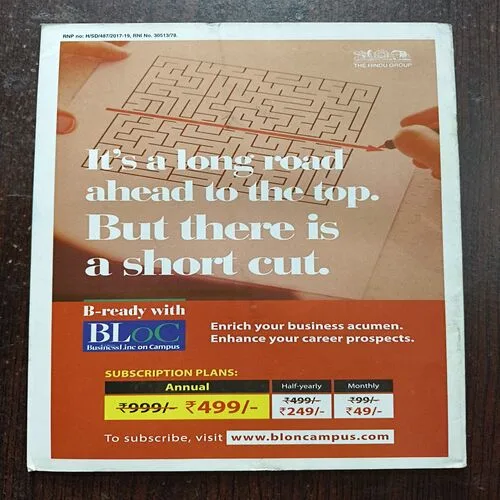 RNP no: H/SD/487/2017-19, RNI No. 30513/78.
THE HINDU GROUP
It's a long road
ahead to the top.
But there is
a short cut.
B-ready with
BLoC
BusinessLine on Campus
Enrich your business acumen.
Enhance your career prospects.
SUBSCRIPTION PLANS:
Annual Half-yearly Monthly
₹999/- ₹499/- ₹499/- ₹249/- ₹99/- ₹49/-
To subscribe, visit www.bloncampus.com